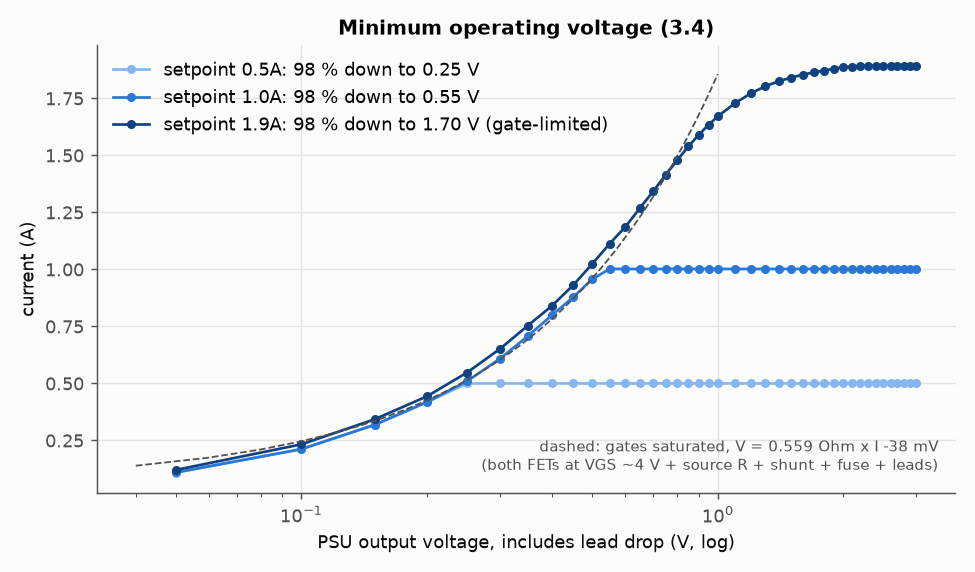 Minimum operating voltage (3.4)
setpoint 0.5A: 98 % down to 0.25 V
setpoint 1.0A: 98 % down to 0.55 V
setpoint 1.9A: 98 % down to 1.70 V (gate-limited)
current (A)
1.75
1.50
1.25
1.00
0.75
0.50
0.25
dashed: gates saturated, V = 0.559 Ohm x I -38 mV
(both FETs at VGS ~4 V + source R + shunt + fuse + leads)
10⁻¹ 10⁰
PSU output voltage, includes lead drop (V, log)